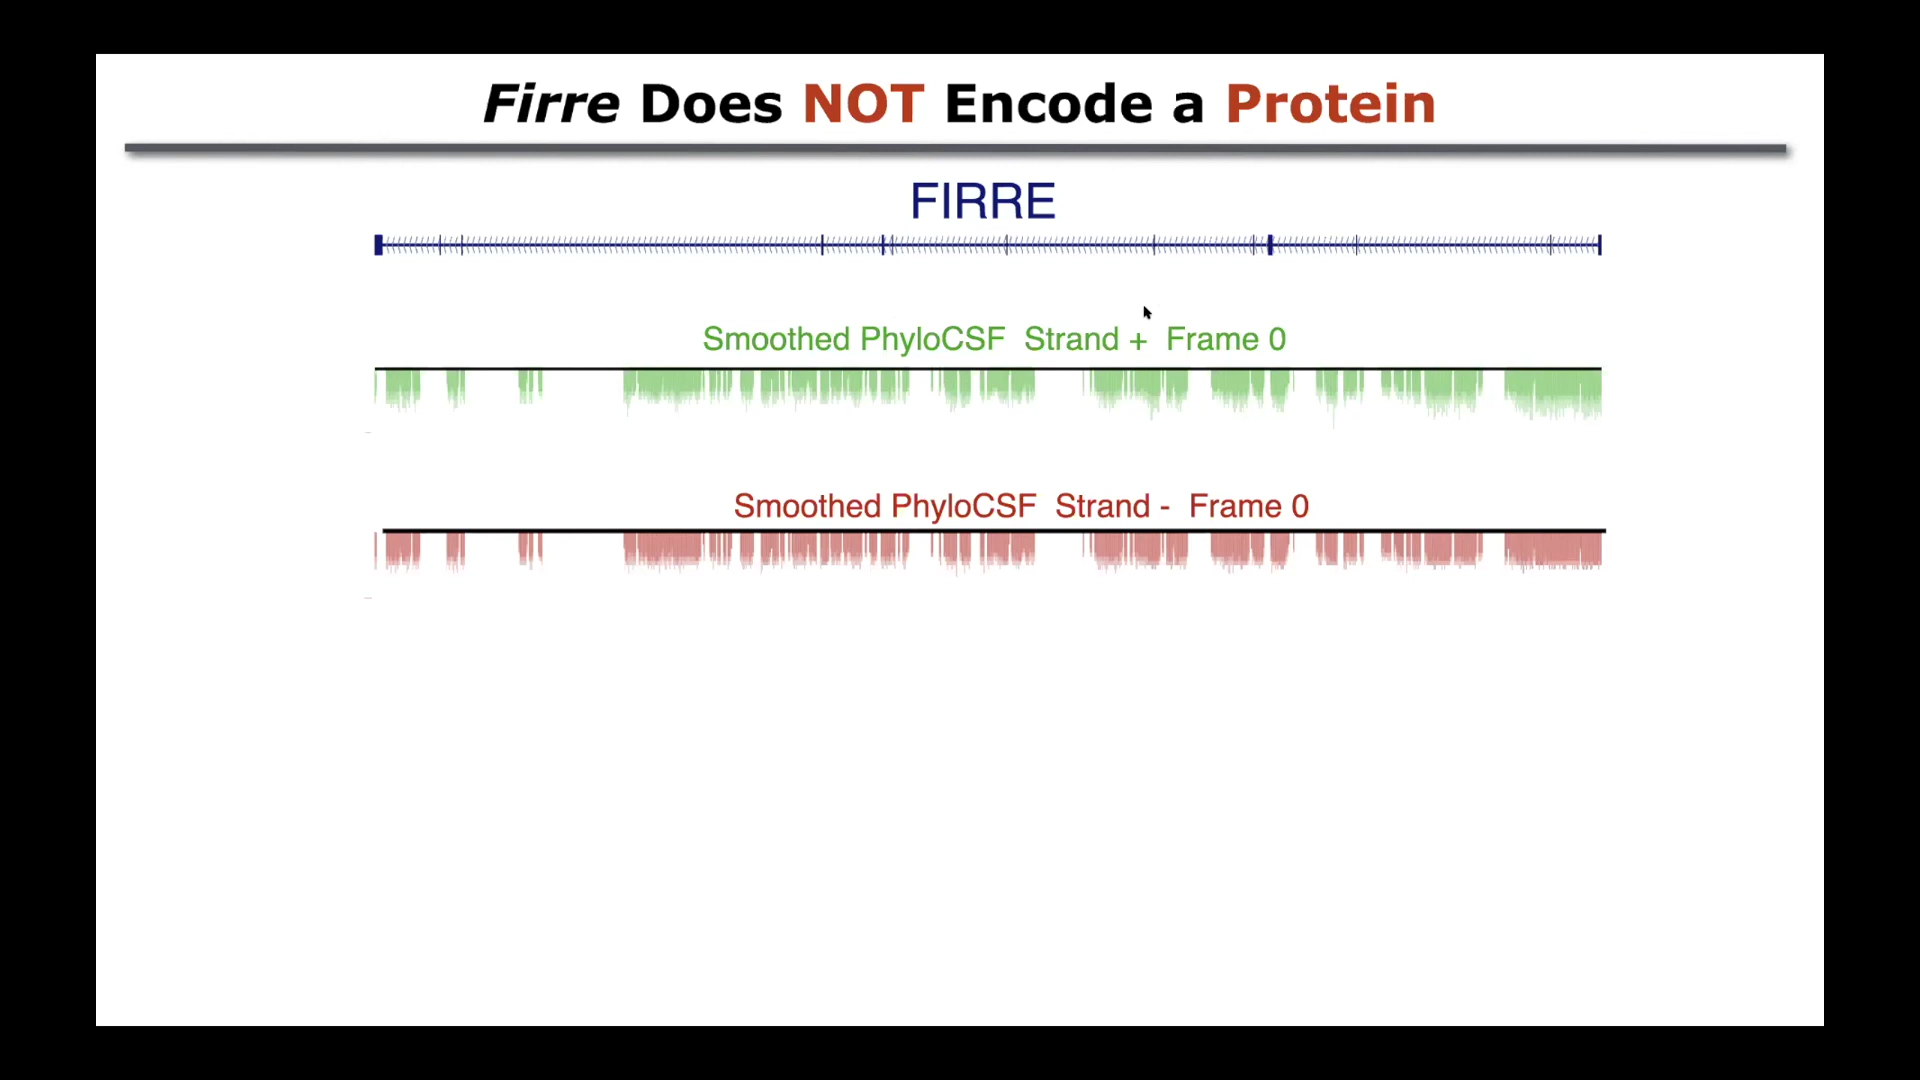 Firre Does NOT Encode a Protein
FIRRE
Smoothed PhyloCSF Strand + Frame 0
Smoothed PhyloCSF Strand - Frame 0